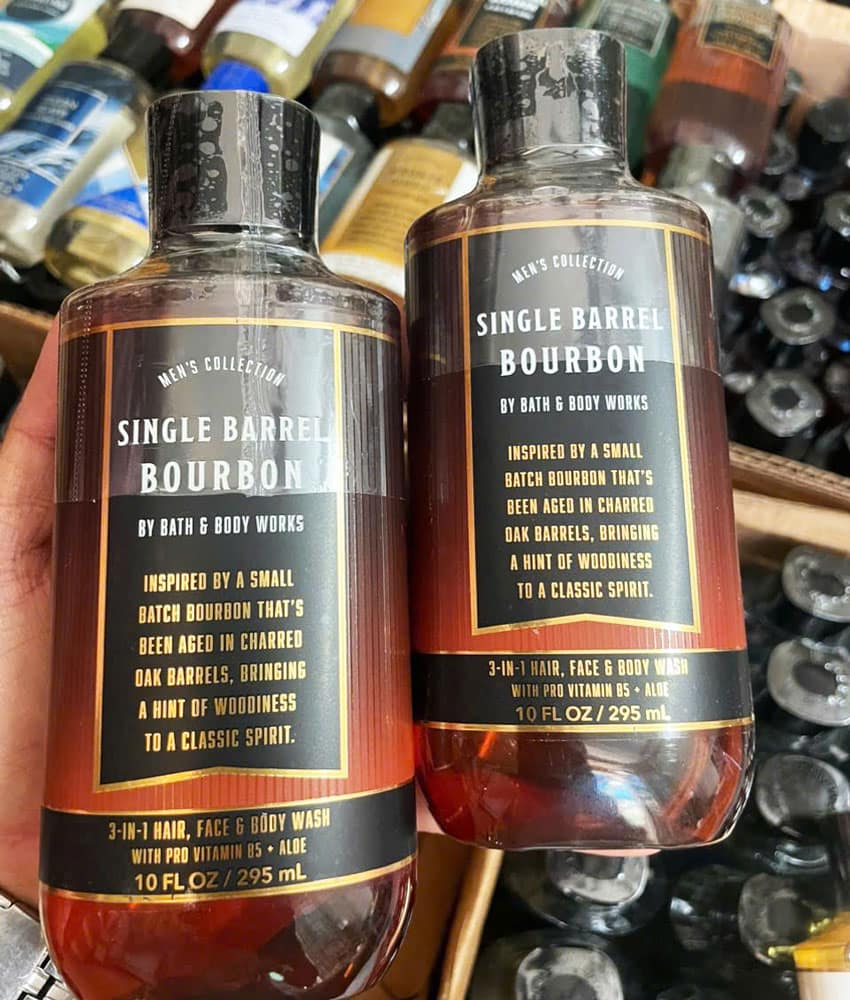 MEN'S COLLECTION
SINGLE BARREL
BOURBON
BY BATH & BODY WORKS
INSPIRED BY A SMALL
BATCH BOURBON THAT'S
BEEN AGED IN CHARRED
OAK BARRELS, BRINGING
A HINT OF WOODINESS
TO A CLASSIC SPIRIT.
3-IN-1 HAIR, FACE & BODY WASH
WITH PRO VITAMIN B5 + ALOE
10 FL OZ / 295 mL
MEN'S COLLECTION
SINGLE BARREL
BOURBON
BY BATH & BODY WORKS
INSPIRED BY A SMALL
BATCH BOURBON THAT'S
BEEN AGED IN CHARRED
OAK BARRELS, BRINGING
A HINT OF WOODINESS
TO A CLASSIC SPIRIT.
3-IN-1 HAIR, FACE & BODY WASH
WITH PRO VITAMIN B5 + ALOE
10 FL OZ / 295 mL